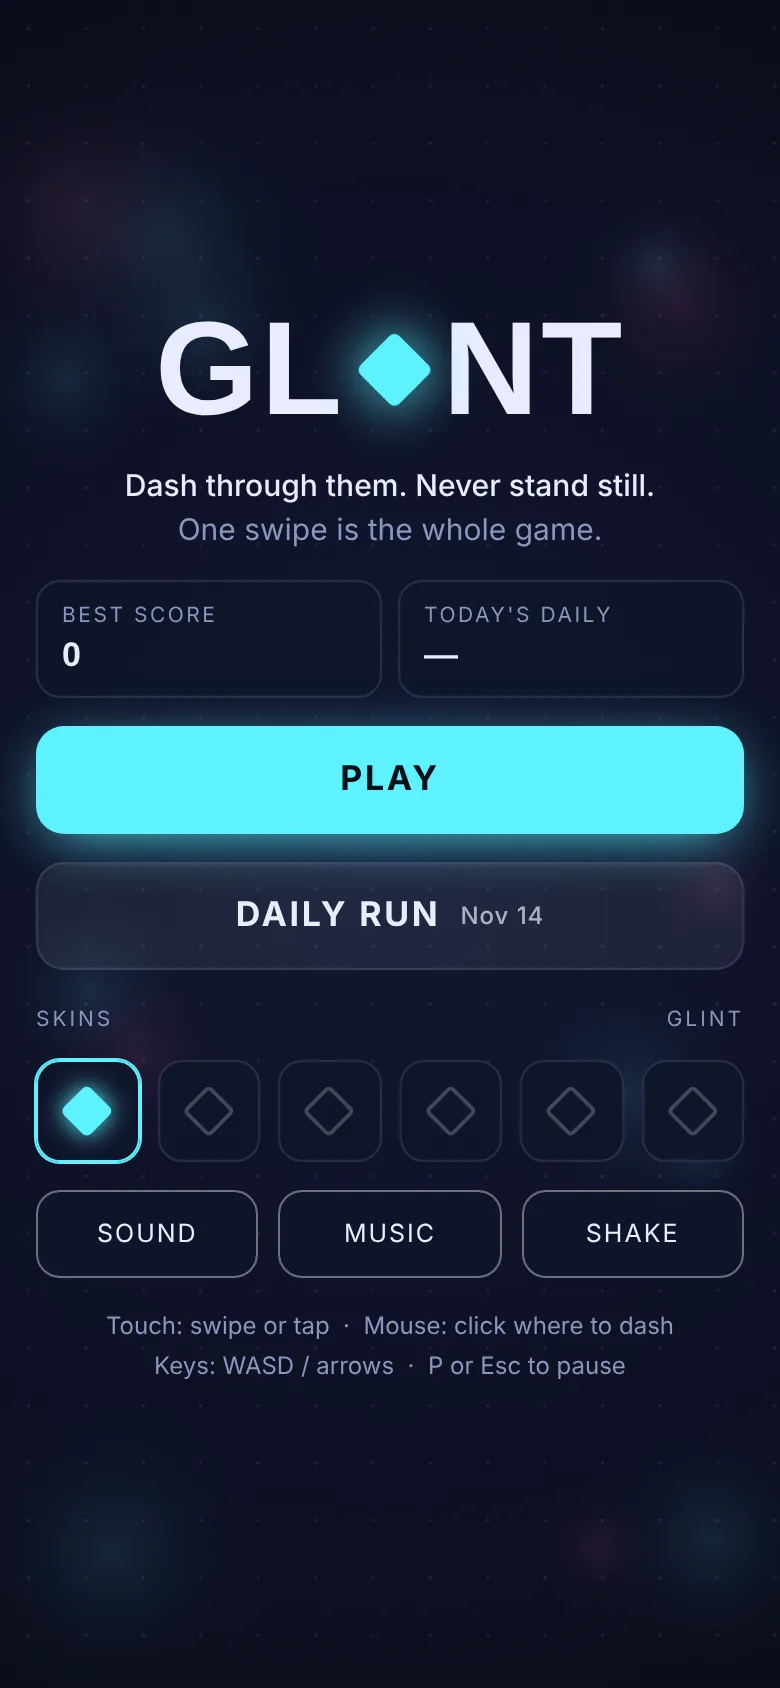 GL◆NT
Dash through them. Never stand still.
One swipe is the whole game.
BEST SCORE
0
TODAY'S DAILY
—
PLAY
DAILY RUN Nov 14
SKINS
GLINT
SOUND
MUSIC
SHAKE
Touch: swipe or tap · Mouse: click where to dash
Keys: WASD / arrows · P or Esc to pause